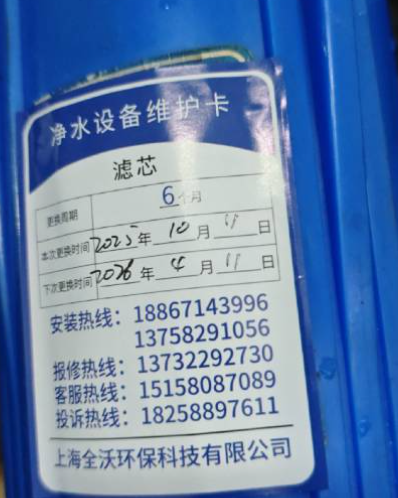 净水设备维护卡
滤芯
更换周期 6个月
本次更换时间 2025年 10月 11日
下次更换时间 2026年 4月 11日
安装热线：18867143996
13758291056
报修热线：13732292730
客服热线：15158087089
投诉热线：18258897611
上海全沃环保科技有限公司